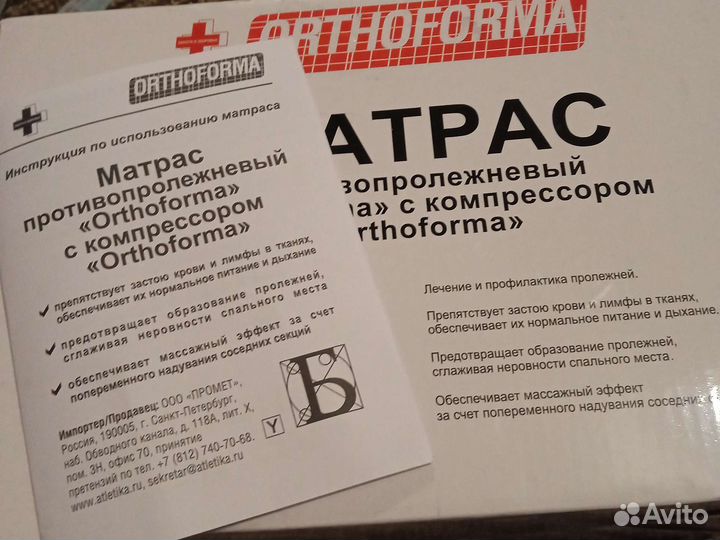 ORTHOFORMA
Инструкция по использованию матраса
Матрас
противопролежневый
«Orthoforma»
с компрессором
«Orthoforma»
препятствует застою крови и лимфы в тканях,
обеспечивает их нормальное питание и дыхание
предотвращает образование пролежней,
сглаживая неровности спального места
обеспечивает массажный эффект за счет
попеременного надувания соседних секций
Импортер/Продавец: ООО "ПРОМЕТ",
Россия, 190005, г. Санкт-Петербург,
наб. Обводного канала, д. 118А, лит. Х,
пом. 3Н, офис 70, принятие
претензий по тел. +7 (812) 740-70-68.
www.atletika.ru, sekretar@atletika.ru
Y
Б
ORTHOFORMA
АТРАС
ивопролежневый
ma» с компрессором
rthoforma»
Лечение и профилактика пролежней.
Препятствует застою крови и лимфы в тканях,
обеспечивает их нормальное питание и дыхание.
Предотвращает образование пролежней,
сглаживая неровности спального места.
Обеспечивает массажный эффект
за счет попеременного надувания соседних с
Avito